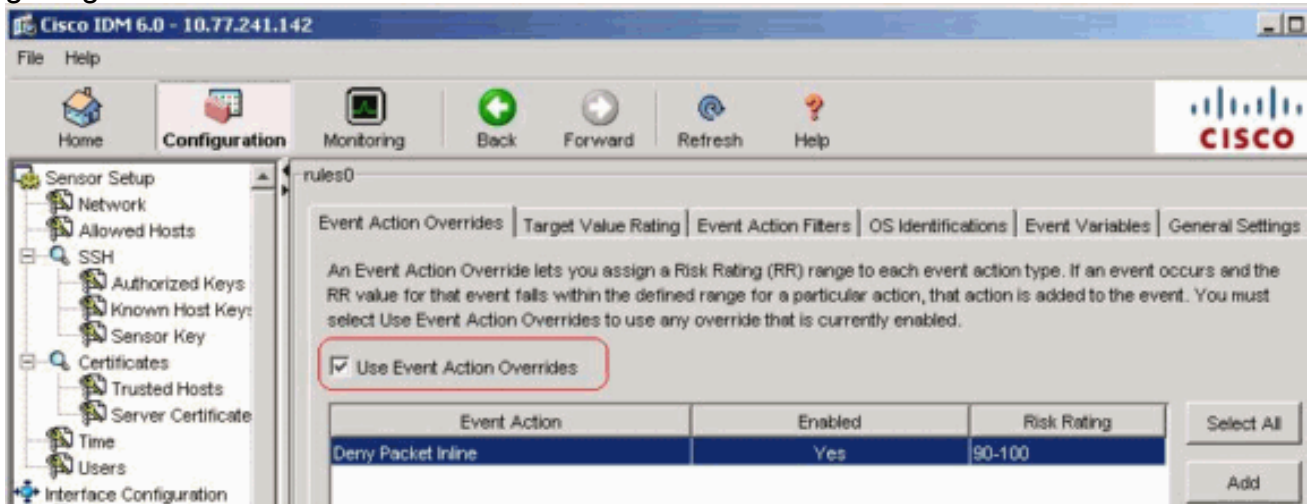 Cisco IDM 6.0 - 10.77.241.142
File Help
Home Configuration Monitoring Back Forward Refresh Help
CISCO
Sensor Setup
Network
Allowed Hosts
SSH
Authorized Keys
Known Host Keys
Sensor Key
Certificates
Trusted Hosts
Server Certificate
Time
Users
Interface Configuration
rules0
Event Action Overrides Target Value Rating Event Action Filters OS Identifications Event Variables General Settings
An Event Action Override lets you assign a Risk Rating (RR) range to each event action type. If an event occurs and the
RR value for that event falls within the defined range for a particular action, that action is added to the event. You must
select Use Event Action Overrides to use any override that is currently enabled.
Use Event Action Overrides
Event Action Enabled Risk Rating
Deny Packet Inline Yes 90-100
Select All
Add